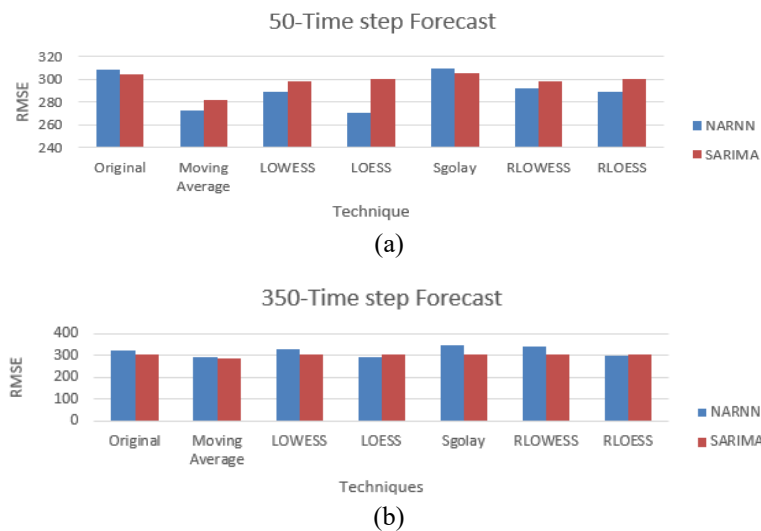 50-Time step Forecast
320
300
280
260
240
RMSE
Original Moving Average LOWESS LOESS Sgolay RLOWESS RLOESS
Technique
NARNN
SARIMA
(a)
350-Time step Forecast
400
300
200
100
0
RMSE
Original Moving Average LOWESS LOESS Sgolay RLOWESS RLOESS
Techniques
NARNN
SARIMA
(b)